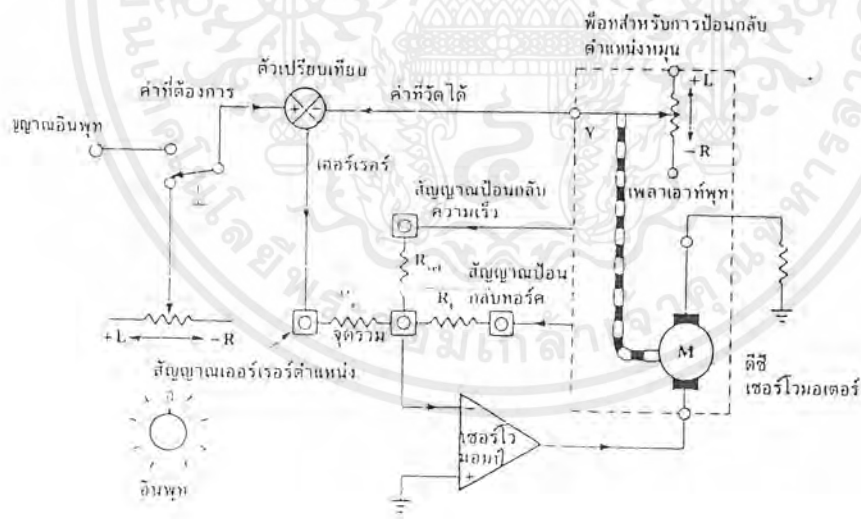 พ็อทสำหรับการป้อนกลับ
ตำแหน่งหมุน
+L
-R
ตัวเปรียบเทียบ
ค่าที่ต้องการ
ค่าที่วัดได้
+
-
V
ญญาณอินพุท
เออร์เรอร์
สัญญาณป้อนกลับ
ความเร็ว
เพลาเอาท์พุท
สัญญาณป้อน
กลับทอร์ค
R
จุดรวม
+L
-R
สัญญาณเออร์เรอร์ตำแหน่ง
M
ดีซี
เซอร์โวมอเตอร์
-
เซอร์โว
+
อินพุท